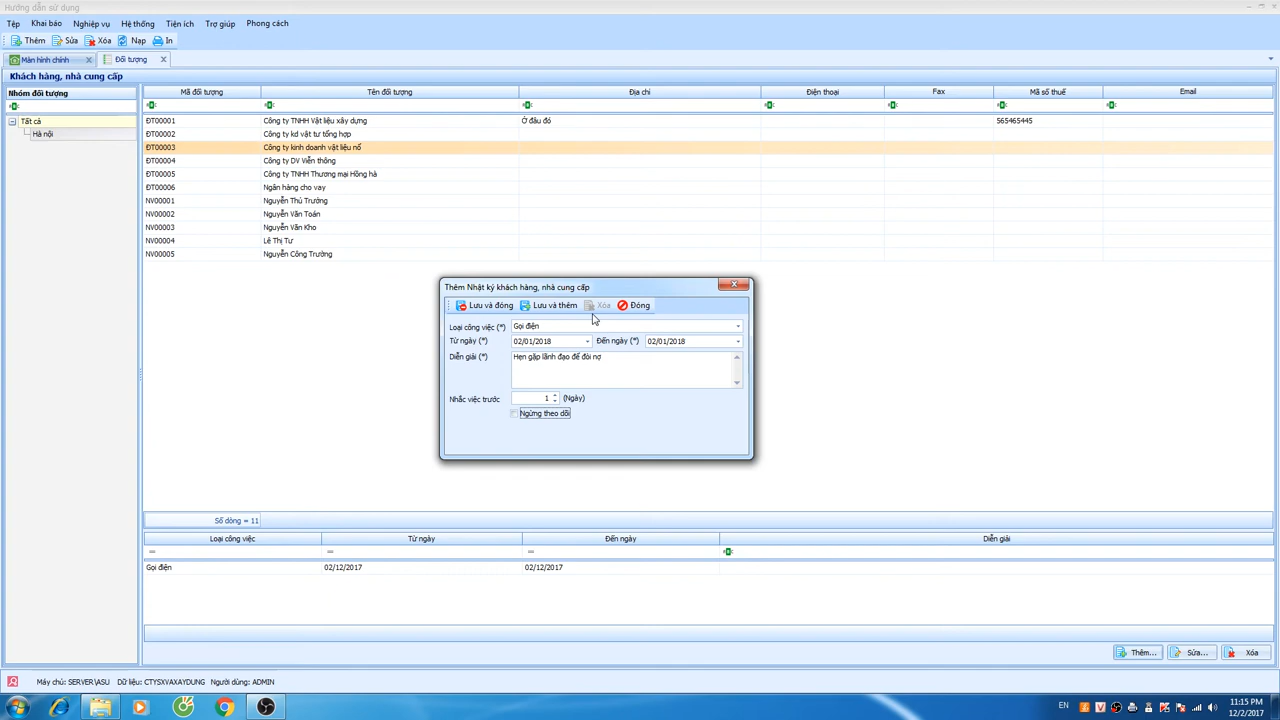 Hướng dẫn sử dụng
Tệp Khai báo Nghiệp vụ Hệ thống Tiện ích Trợ giúp Phong cách
Thêm Sửa Xóa Nạp In
Màn hình chính Đối tượng
Khách hàng, nhà cung cấp
Nhóm đối tượng
Tất cả
Hà nội
Mã đối tượng Tên đối tượng Địa chỉ Điện thoại Fax Mã số thuế Email
ĐT00001 Công ty TNHH Vật liệu xây dựng Ở đâu đó 565465445
ĐT00002 Công ty kd vật tư tổng hợp
ĐT00003 Công ty kinh doanh vật liệu nổ
ĐT00004 Công ty DV Viễn thông
ĐT00005 Công ty TNHH Thương mại Hồng hà
ĐT00006 Ngân hàng cho vay
NV00001 Nguyễn Thủ Trưởng
NV00002 Nguyễn Văn Toán
NV00003 Nguyễn Văn Kho
NV00004 Lê Thị Tư
NV00005 Nguyễn Công Trường
Thêm Nhật ký khách hàng, nhà cung cấp
Lưu và đóng Lưu và thêm Xóa Đóng
Loại công việc (*) Gọi điện
Từ ngày (*) 02/01/2018 Đến ngày (*) 02/01/2018
Diễn giải (*) Hẹn gặp lãnh đạo để đòi nợ
Nhắc việc trước 1 (Ngày)
Ngừng theo dõi
Số dòng = 11
Loại công việc Từ ngày Đến ngày Diễn giải
= = =
Gọi điện 02/12/2017 02/12/2017
Thêm... Sửa... Xóa
Máy chủ: SERVER\ASU Dữ liệu: CTYSXVAXAYDUNG Người dùng: ADMIN
EN
11:15 PM
12/2/2017